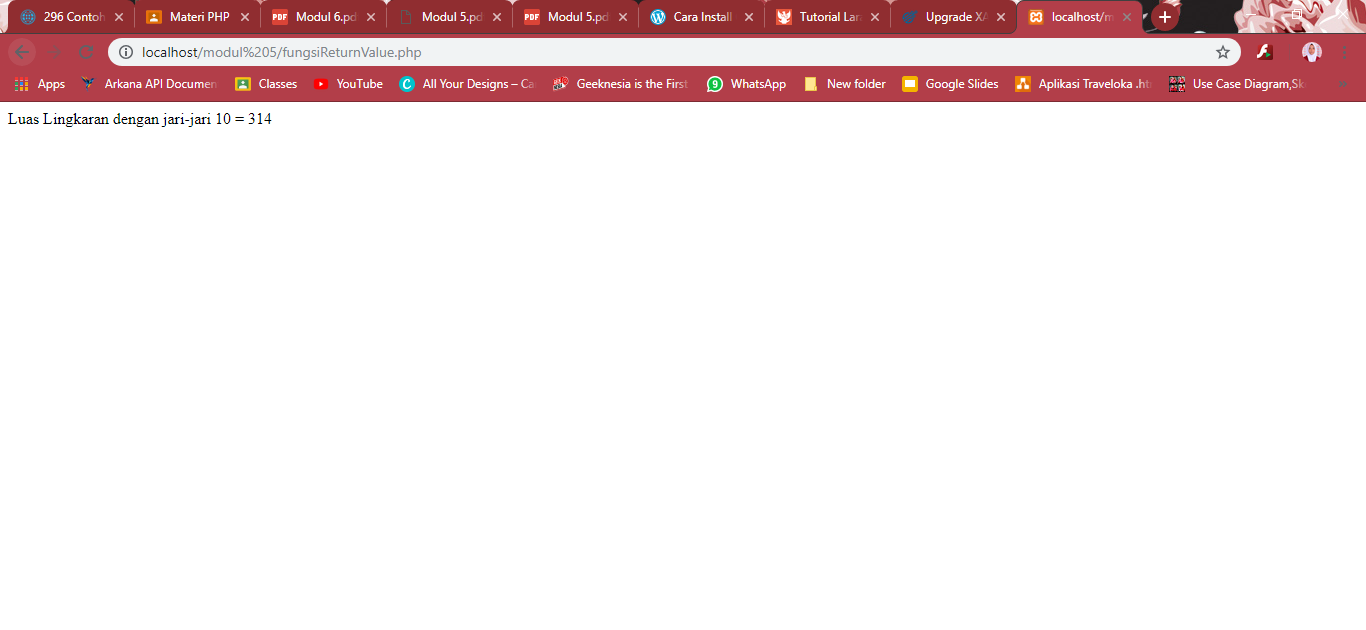 296 Contoh Materi PHP PDF Modul 6.pd Modul 5.pd PDF Modul 5.pd Cara Install Tutorial Lar Upgrade XA localhost/m
localhost/modul%205/fungsiReturnValue.php
Apps Arkana API Documen Classes YouTube C All Your Designs – Ca Geeknesia is the First 9 WhatsApp New folder Google Slides Aplikasi Traveloka .ht Use Case Diagram,Sk
Luas Lingkaran dengan jari-jari 10 = 314